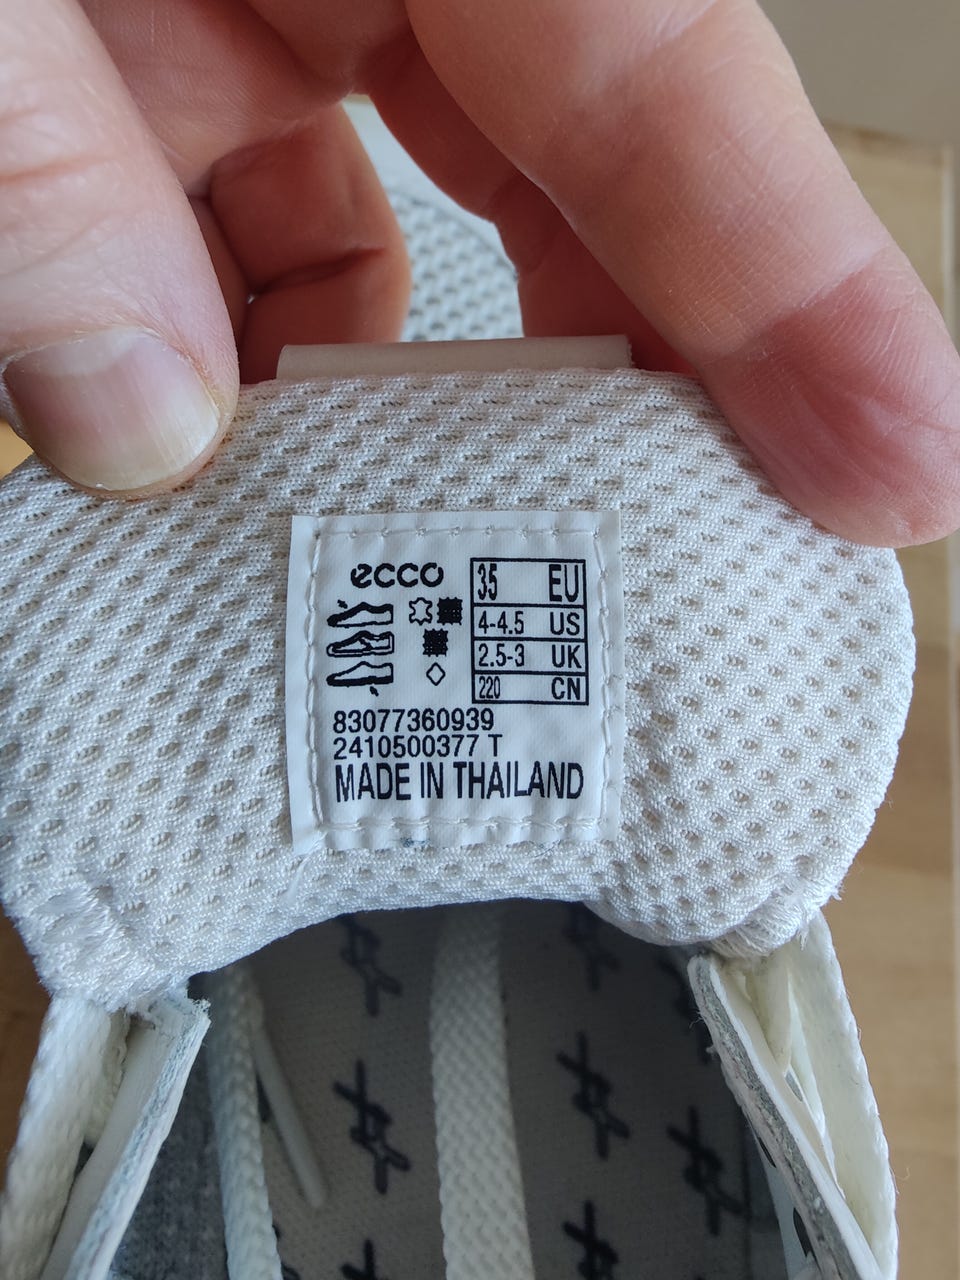 ecco
35 EU
4-4.5 US
2.5-3 UK
220 CN
83077360939
2410500377 T
MADE IN THAILAND